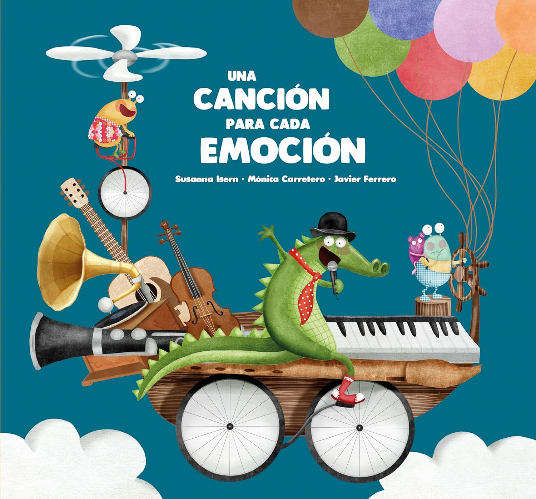 UNA
CANCIÓN
PARA CADA
EMOCIÓN
Susanna Isern · Mónica Carretero · Javier Ferrero